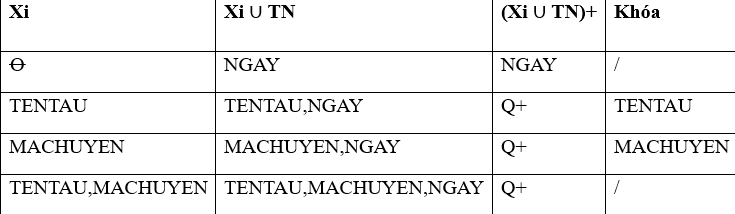 Xi Xi ∪ TN (Xi ∪ TN)+ Khóa
Ɵ NGAY NGAY /
TENTAU TENTAU,NGAY Q+ TENTAU
MACHUYEN MACHUYEN,NGAY Q+ MACHUYEN
TENTAU,MACHUYEN TENTAU,MACHUYEN,NGAY Q+ /